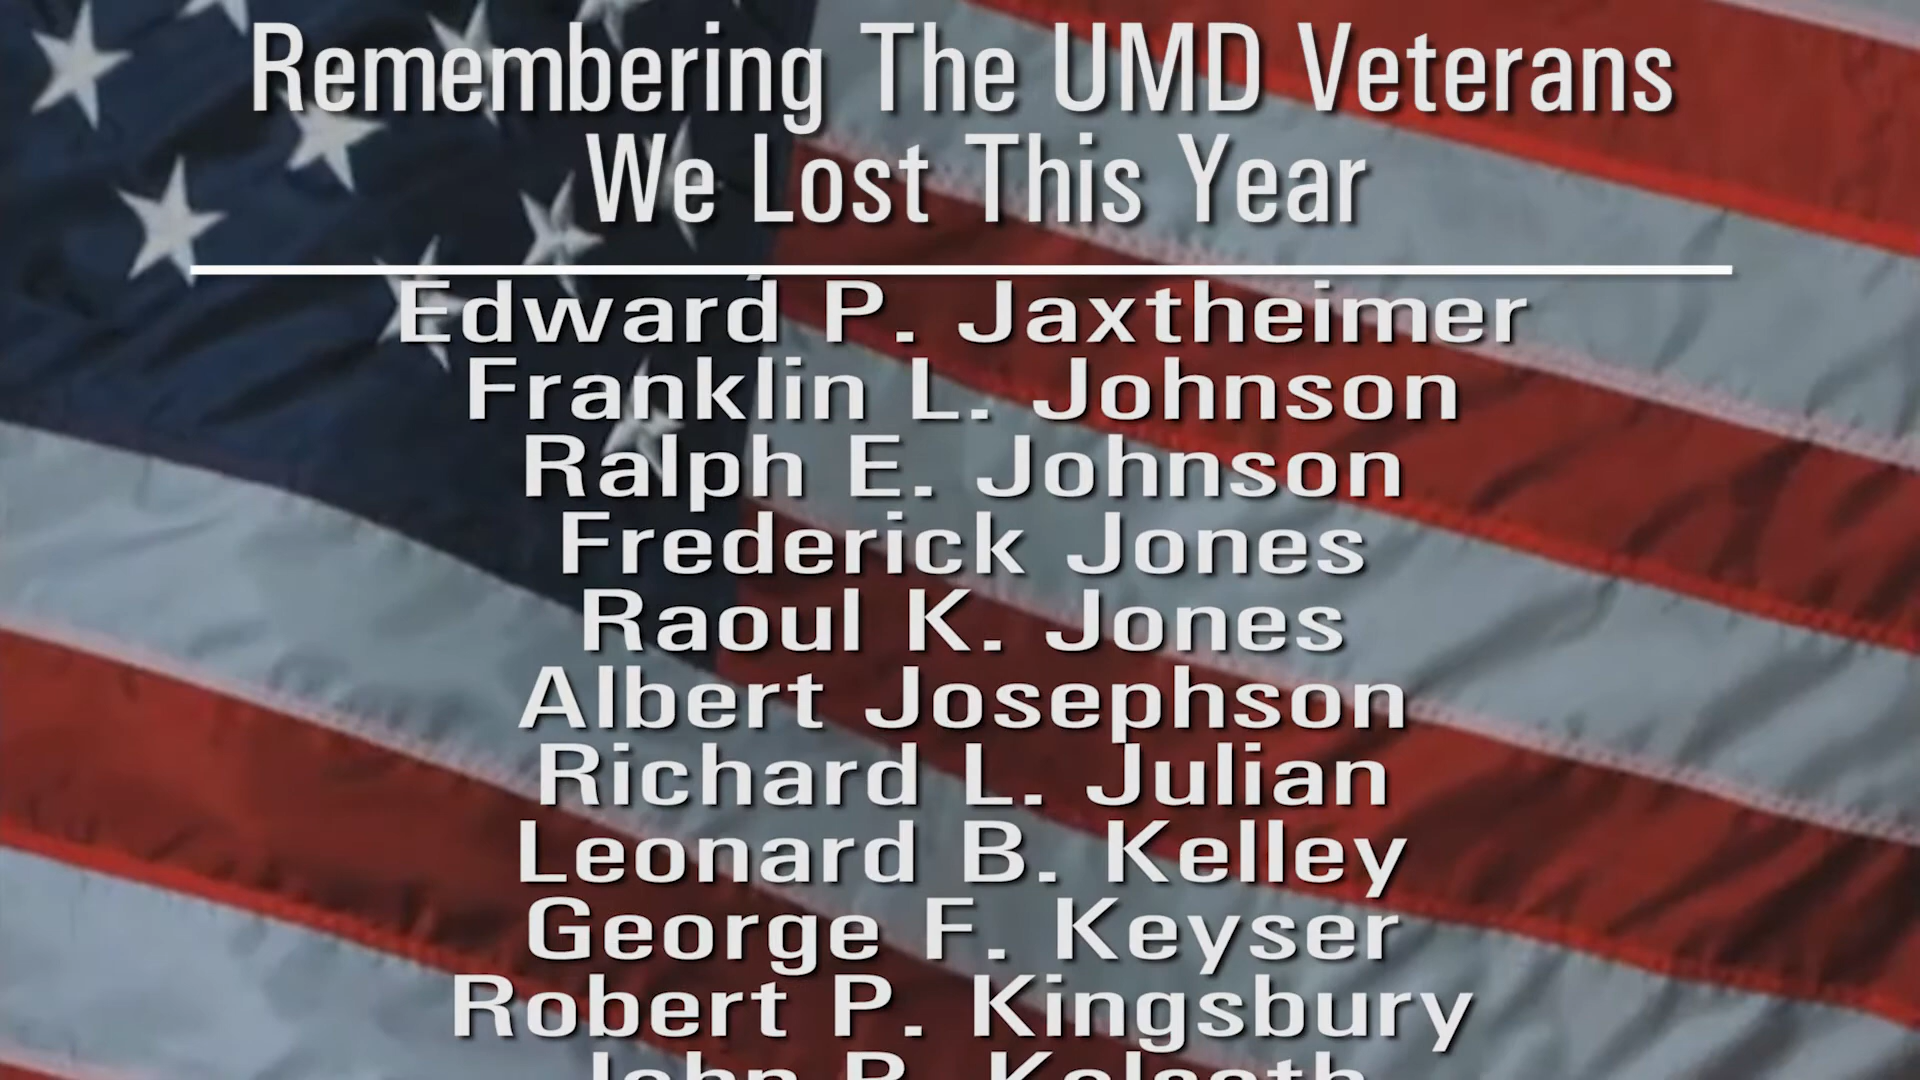 Remembering The UMD Veterans
We Lost This Year
Edward P. Jaxtheimer
Franklin L. Johnson
Ralph E. Johnson
Frederick Jones
Raoul K. Jones
Albert Josephson
Richard L. Julian
Leonard B. Kelley
George F. Keyser
Robert P. Kingsbury
John